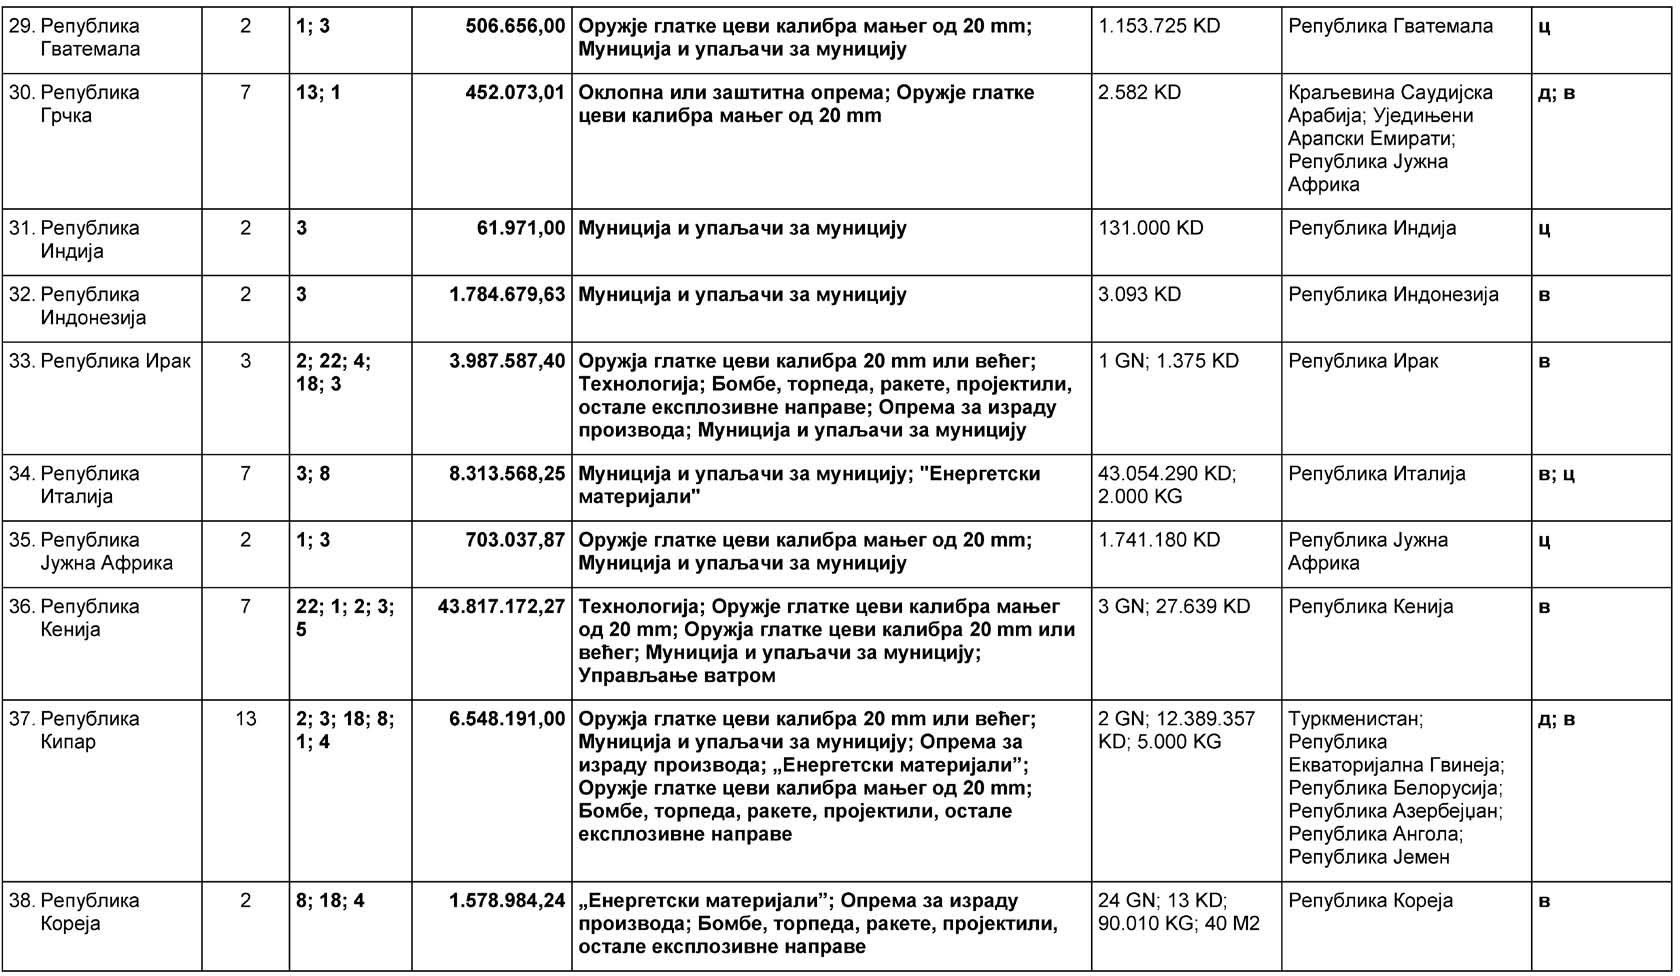 29. Република Гватемала	2	1; 3	506.656,00	Оружје глатке цеви калибра мањег од 20 mm;	1.153.725 KD	Република Гватемала	ц
Муниција и упаљачи за муницију
30. Република Грчка	7	13; 1	452.073,01	Оклопна или заштитна опрема; Оружје глатке	2.582 KD	Краљевина Саудијска	д; в
цеви калибра мањег од 20 mm
Арабија; Уједињени
Арапски Емирати;
Република Јужна
Африка
31. Република	2	3	61.971,00	Муниција и упаљачи за муницију	131.000 KD	Република Индија	ц
Индија
32. Република	2	3	1.784.679,63	Муниција и упаљачи за муницију	3.093 KD	Република Индонезија	в
Индонезија
33. Република Ирак	3	2; 22; 4;	3.987.587,40	Оружја глатке цеви калибра 20 mm или већег;	1 GN; 1.375 KD	Република Ирак	в
18; 3	Технологија; Бомбе, торпеда, ракете, пројектили,
остале експлозивне направе; Опрема за израду
производа; Муниција и упаљачи за муницију
34. Република	7	3; 8	8.313.568,25	Муниција и упаљачи за муницију; "Енергетски	43.054.290 KD;	Република Италија	в; ц
Италија	материјали"	2.000 KG
35. Република	2	1; 3	703.037,87	Оружје глатке цеви калибра мањег од 20 mm;	1.741.180 KD	Република Јужна	ц
Јужна Африка	Муниција и упаљачи за муницију	Африка
36. Република	7	22; 1; 2; 3;	43.817.172,27	Технологија; Оружје глатке цеви калибра мањег	3 GN; 27.639 KD	Република Кенија	в
Кенија	5	од 20 mm; Оружја глатке цеви калибра 20 mm или
већег; Муниција и упаљачи за муницију;
Управљање ватром
37. Република	13	2; 3; 18; 8;	6.548.191,00	Оружја глатке цеви калибра 20 mm или већег;	2 GN; 12.389.357	Туркменистан;	д; в
Кипар	1; 4	Муниција и упаљачи за муницију; Опрема за	KD; 5.000 KG	Република
израду производа; „Енергетски материјали”;	Екваторијална Гвинеја;
Оружје глатке цеви калибра мањег од 20 mm;	Република Белорусија;
Бомбе, торпеда, ракете, пројектили, остале	Република Азербејџан;
експлозивне направе	Република Ангола;
Република Јемен
38. Република	2	8; 18; 4	1.578.984,24	„Енергетски материјали”; Опрема за израду	24 GN; 13 KD;	Република Кореја	в
Кореја	производа; Бомбе, торпеда, ракете, пројектили,	90.010 KG; 40 M2
остале експлозивне направе